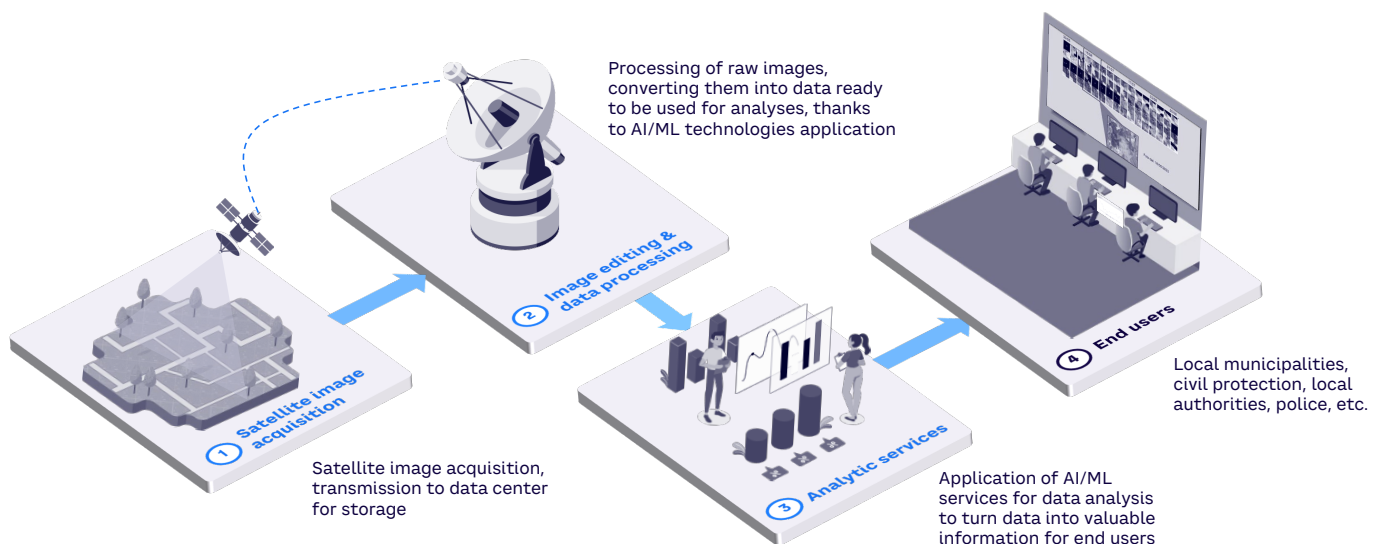 Processing of raw images,
converting them into data ready
to be used for analyses, thanks
to AI/ML technologies application
1
Satellite image
acquisition
Satellite image acquisition,
transmission to data center
for storage
2
Image editing &
data processing
3
Analytic services
Application of AI/ML
services for data analysis
to turn data into valuable
information for end users
4
End users
Local municipalities,
civil protection, local
authorities, police, etc.